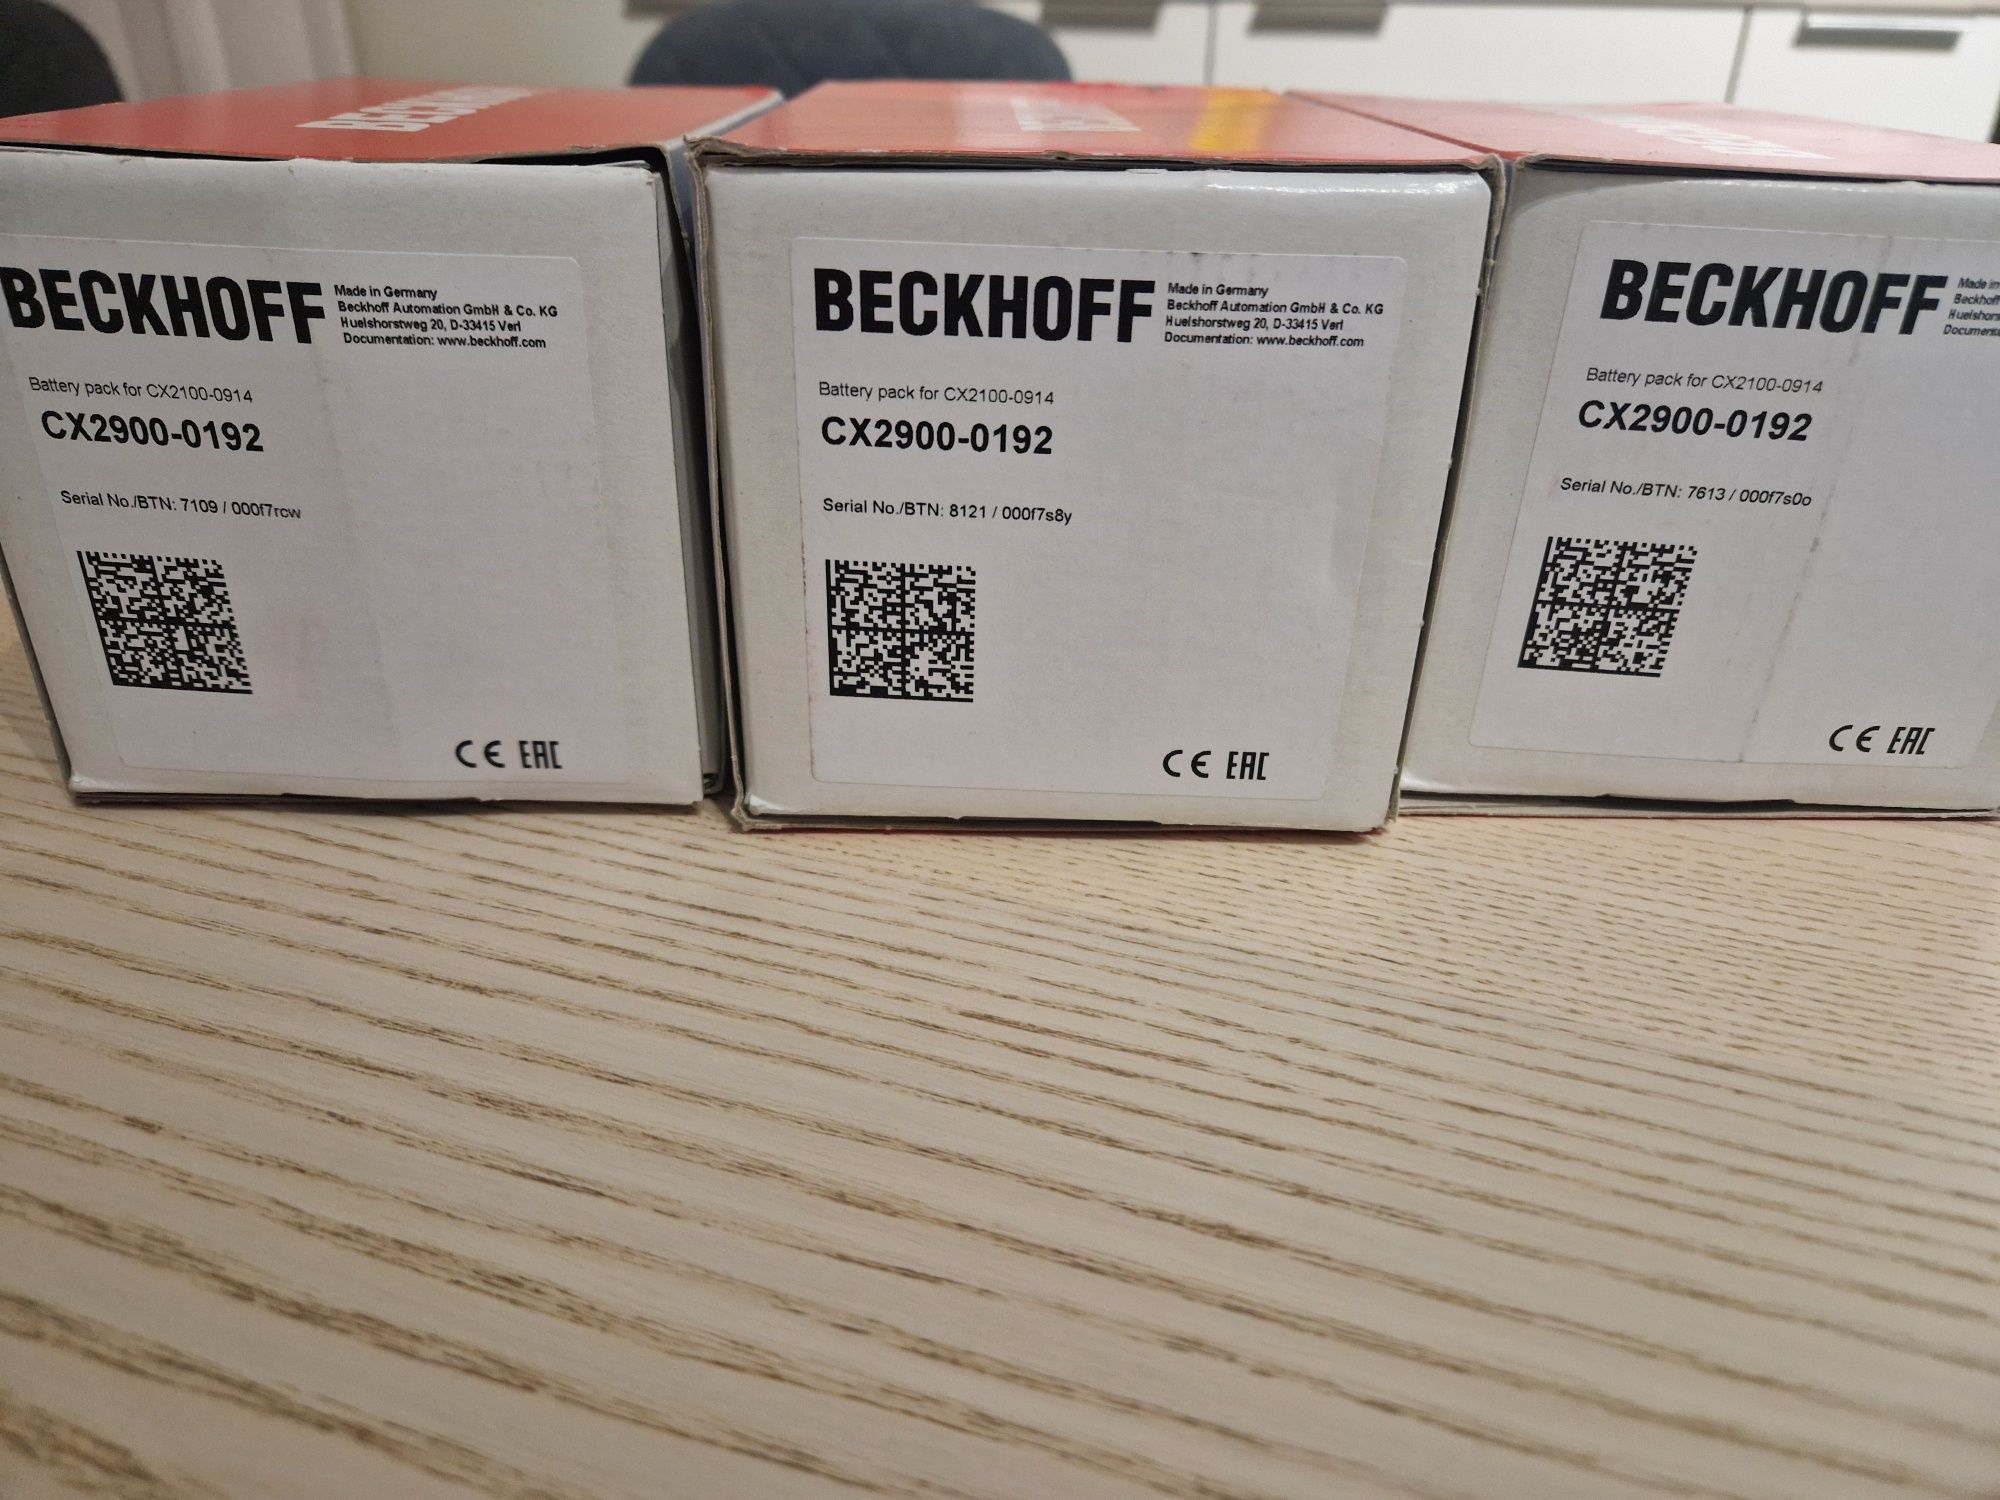 BECKHOFF
Made in Germany
Beckhoff Automation GmbH & Co. KG
Huelshorstweg 20, D-33415 Verl
Documentation: www.beckhoff.com
Battery pack for CX2100-0914
CX2900-0192
Serial No./BTN: 7109 / 000f7rcw
CE EAC
BECKHOFF
Made in Germany
Beckhoff Automation GmbH & Co. KG
Huelshorstweg 20, D-33415 Verl
Documentation: www.beckhoff.com
Battery pack for CX2100-0914
CX2900-0192
Serial No./BTN: 8121 / 000f7s8y
CE EAC
BECKHOFF
Made in
Beckhoff
Battery pack for CX2100-0914
CX2900-0192
Serial No./BTN: 7613 / 000f7s0o
CE EAC